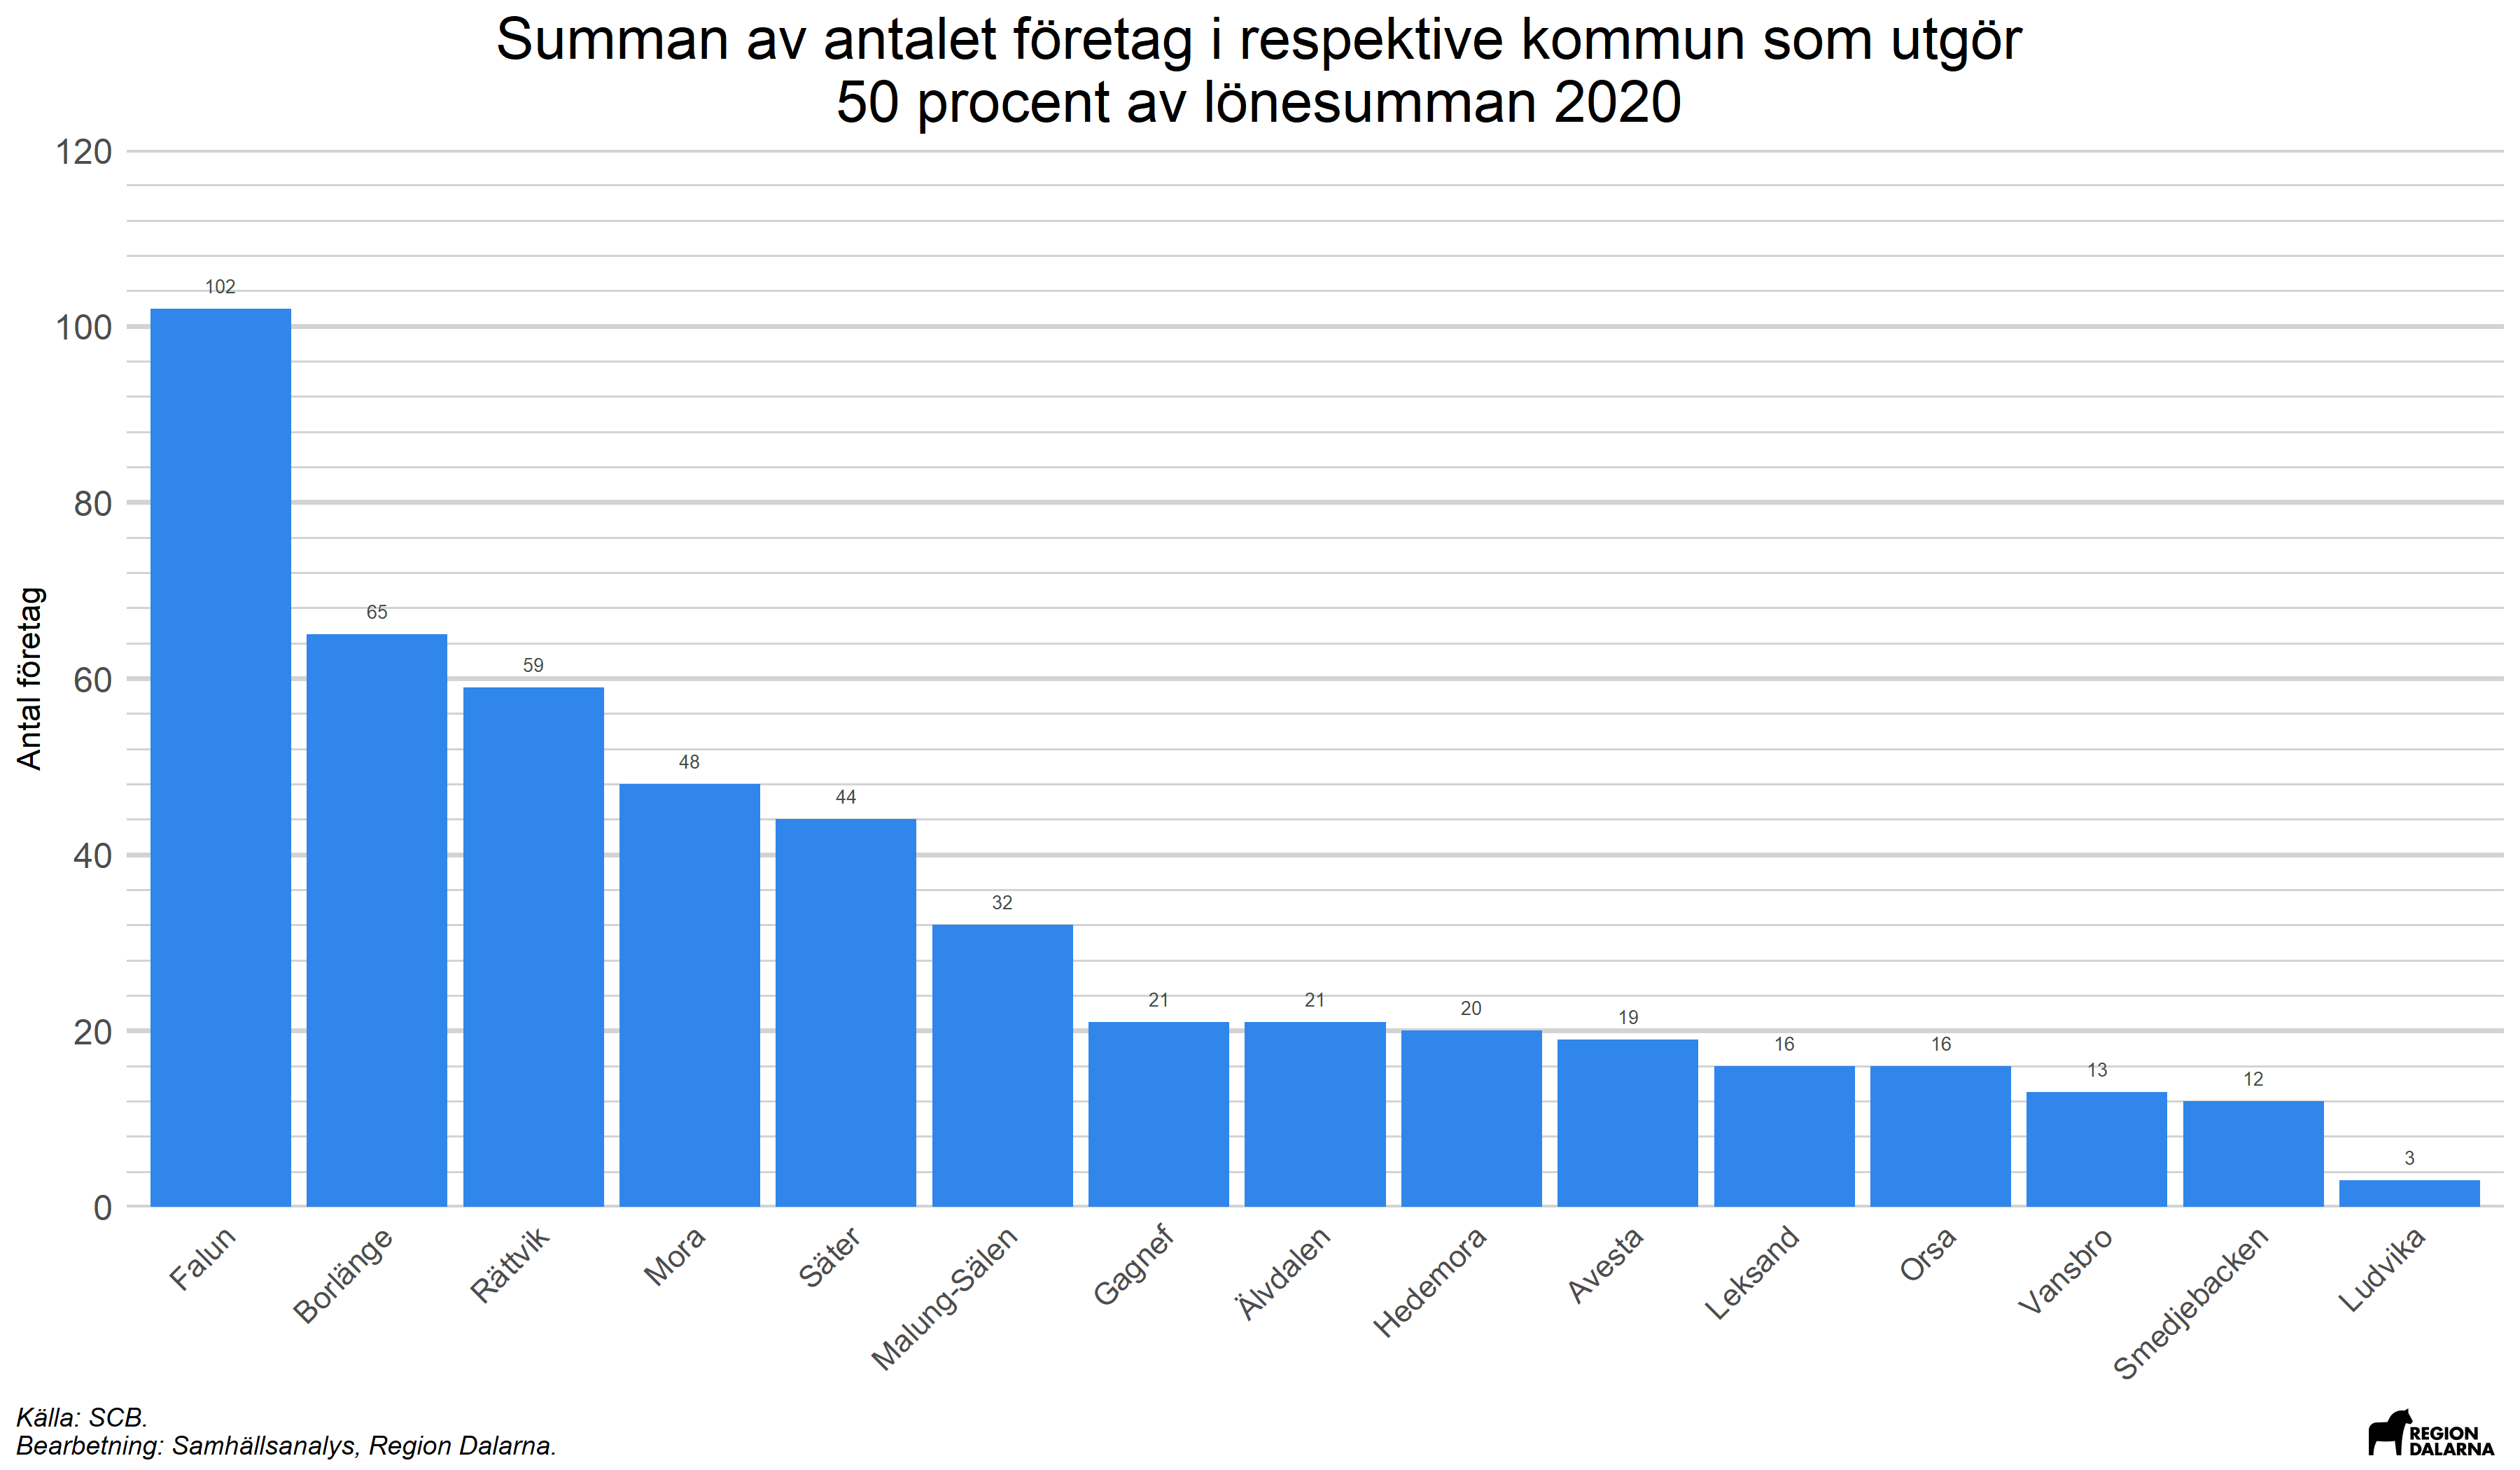 Summan av antalet företag i respektive kommun som utgör
50 procent av lönesumman 2020
Antal företag
120
100
80
60
40
20
0
102
65
59
48
44
32
21
21
20
19
16
16
13
12
3
Falun
Borlänge
Rättvik
Mora
Säter
Malung-Sälen
Gagnef
Älvdalen
Hedemora
Avesta
Leksand
Orsa
Vansbro
Smedjebacken
Ludvika
Källa: SCB.
Bearbetning: Samhällsanalys, Region Dalarna.
REGION
DALARNA